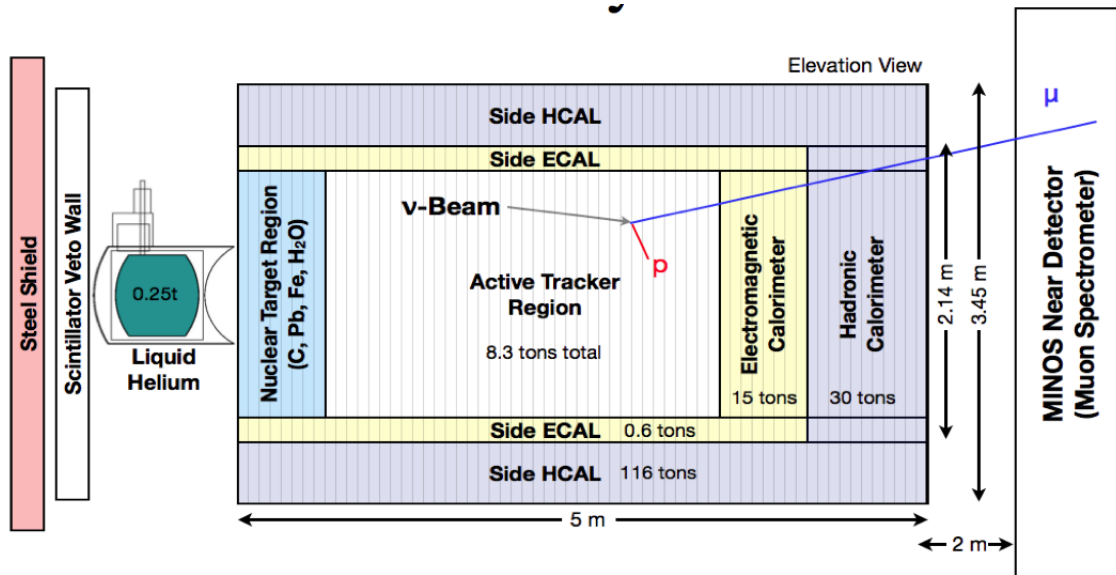 Elevation View
Steel Shield
Scintillator Veto Wall
0.25t
Liquid
Helium
Side HCAL
Side ECAL
Nuclear Target Region
(C, Pb, Fe, H₂O)
ν-Beam
p
μ
Active Tracker
Region
8.3 tons total
Electromagnetic
Calorimeter
15 tons
Hadronic
Calorimeter
30 tons
Side ECAL 0.6 tons
Side HCAL 116 tons
2.14 m
3.45 m
5 m
2 m
MINOS Near Detector
(Muon Spectrometer)